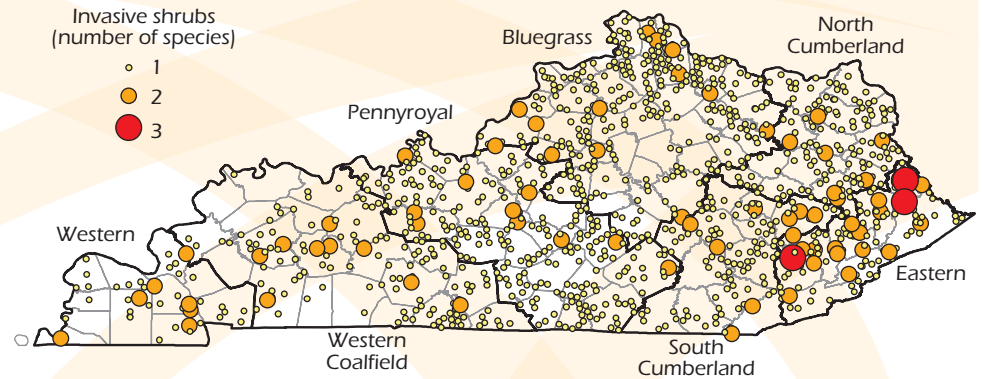 Invasive shrubs
(number of species)
1
2
3
Bluegrass
North
Cumberland
Pennyroyal
Western
Eastern
Western
Coalfield
South
Cumberland